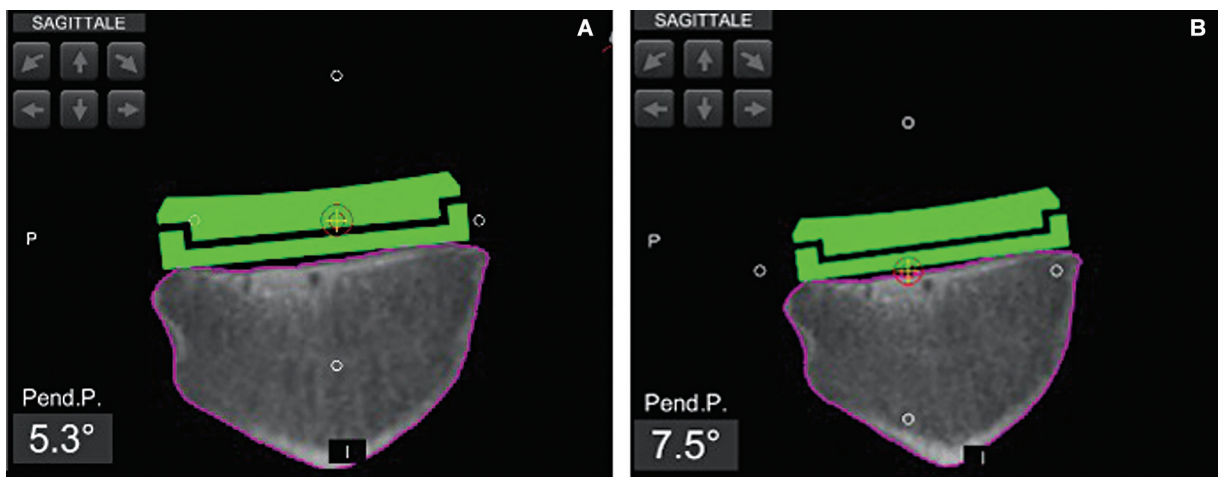 SAGITTALE
A
P
Pend.P.
5.3°
I
SAGITTALE
B
P
Pend.P.
7.5°
I